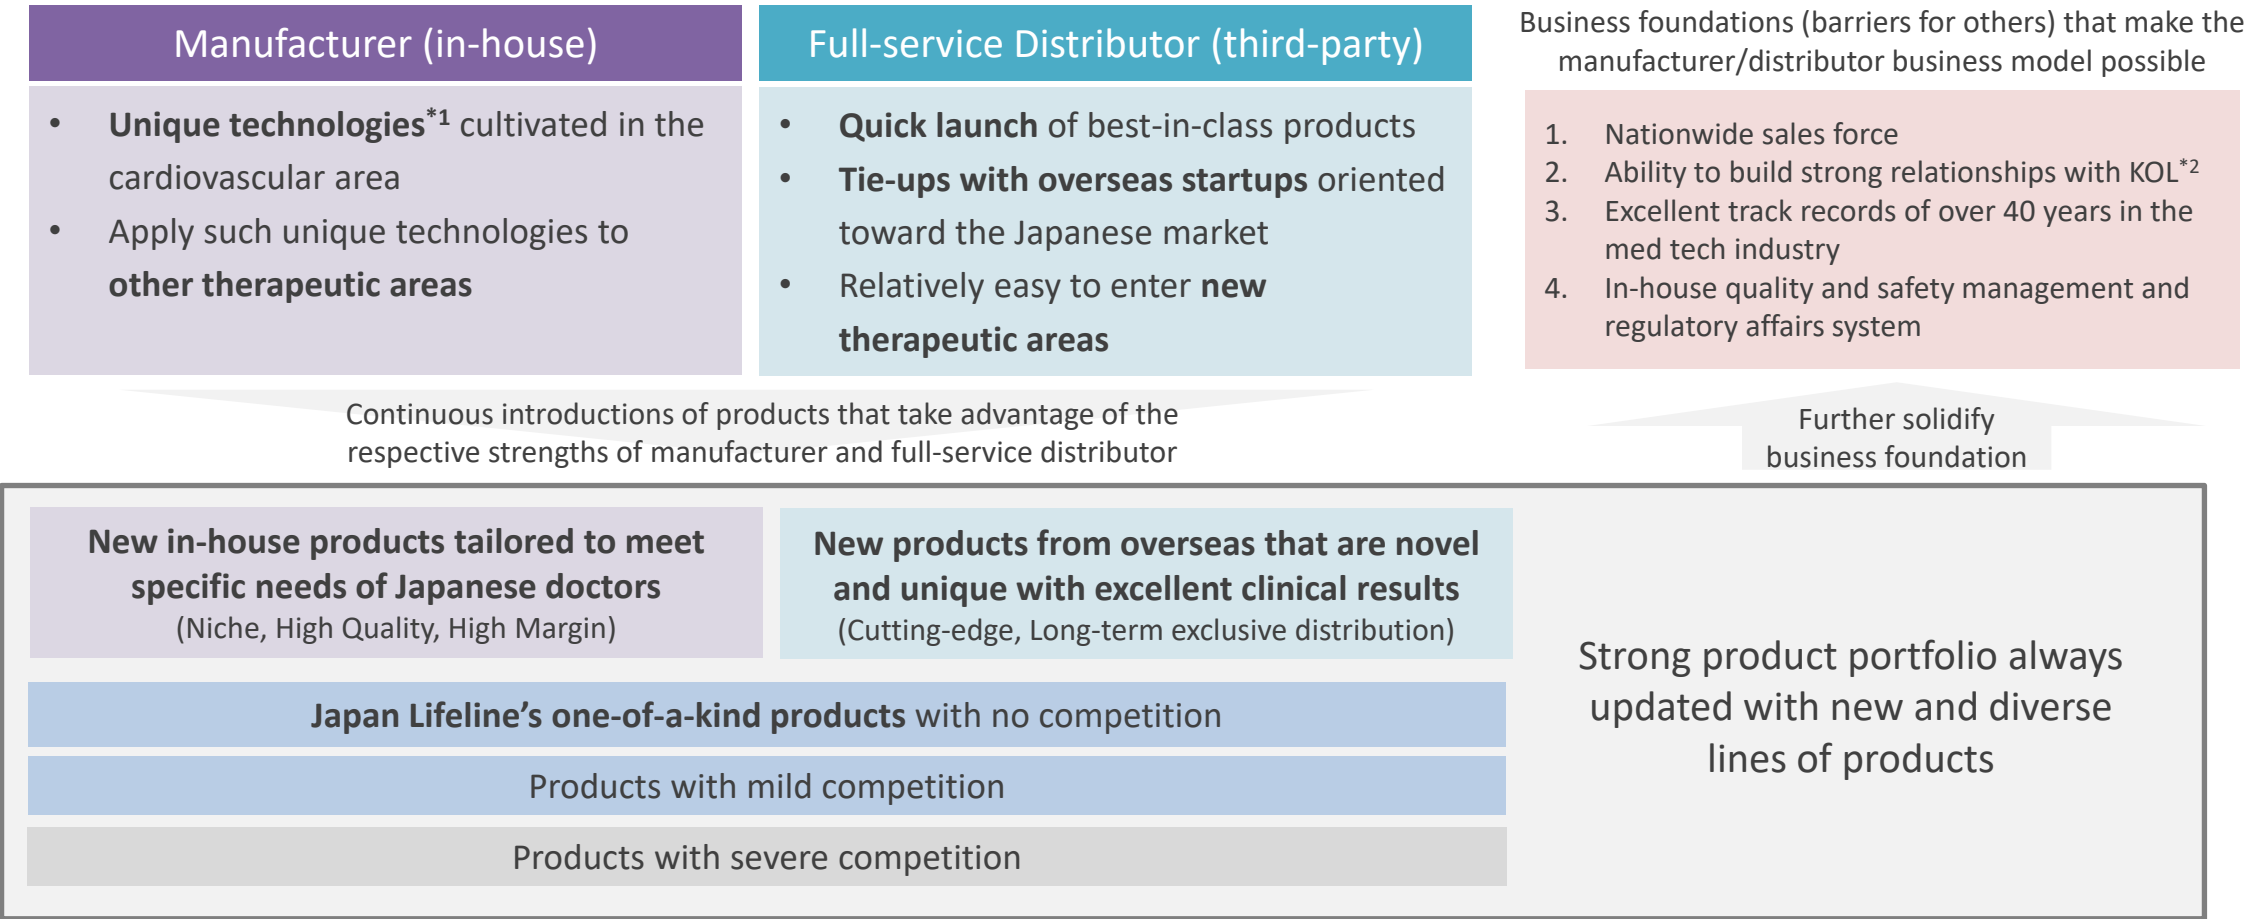 Manufacturer (in-house)
• Unique technologies*1 cultivated in the
cardiovascular area
• Apply such unique technologies to
other therapeutic areas
Full-service Distributor (third-party)
• Quick launch of best-in-class products
• Tie-ups with overseas startups oriented
toward the Japanese market
• Relatively easy to enter new
therapeutic areas
Business foundations (barriers for others) that make the
manufacturer/distributor business model possible
1. Nationwide sales force
2. Ability to build strong relationships with KOL*2
3. Excellent track records of over 40 years in the
med tech industry
4. In-house quality and safety management and
regulatory affairs system
Continuous introductions of products that take advantage of the
respective strengths of manufacturer and full-service distributor
Further solidify
business foundation
New in-house products tailored to meet
specific needs of Japanese doctors
(Niche, High Quality, High Margin)
New products from overseas that are novel
and unique with excellent clinical results
(Cutting-edge, Long-term exclusive distribution)
Japan Lifeline’s one-of-a-kind products with no competition
Products with mild competition
Products with severe competition
Strong product portfolio always
updated with new and diverse
lines of products